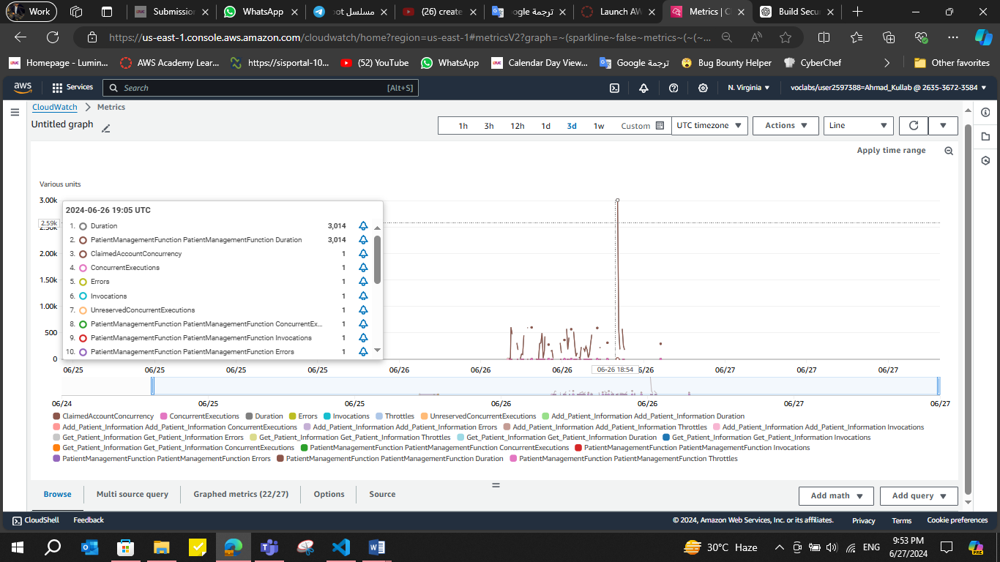 Work
Submission
WhatsApp
مسلسل bot
(26) create
ترجمة oogle
Launch AW
Metrics | C
Build Secu
https://us-east-1.console.aws.amazon.com/cloudwatch/home?region=us-east-1#metricsV2?graph=~(sparkline~false~metrics~(~(~...
Homepage - Lumin...
AWS Academy Lear...
https://sisportal-10...
(52) YouTube
WhatsApp
Calendar Day View...
Google ترجمة
Bug Bounty Helper
CyberChef
Other favorites
aws
Services
Search
[Alt+S]
N. Virginia
voclabs/user2597388=Ahmad_Kullab @ 2635-3672-3584
CloudWatch > Metrics
Untitled graph
1h 3h 12h 1d 3d 1w Custom
UTC timezone
Actions
Line
Apply time range
Various units
3.00k
2.59k
2.50k
2.00k
1.50k
1.00k
500
0
2024-06-26 19:05 UTC
1. Duration 3,014
2. PatientManagementFunction PatientManagementFunction Duration 3,014
3. ClaimedAccountConcurrency 1
4. ConcurrentExecutions 1
5. Errors 1
6. Invocations 1
7. UnreservedConcurrentExecutions 1
8. PatientManagementFunction PatientManagementFunction ConcurrentEx... 1
9. PatientManagementFunction PatientManagementFunction Invocations 1
10. PatientManagementFunction PatientManagementFunction Errors 1
06/25 06/25 06/25 06/25 06/26 06/26 06/26 06-26 18:54 06/26 06/27 06/27 06/27
06/24 06/25 06/25 06/26 06/26 06/27 06/27
ClaimedAccountConcurrency ConcurrentExecutions Duration Errors Invocations Throttles UnreservedConcurrentExecutions Add_Patient_Information Add_Patient_Information Duration
Add_Patient_Information Add_Patient_Information ConcurrentExecutions Add_Patient_Information Add_Patient_Information Errors Add_Patient_Information Add_Patient_Information Throttles Add_Patient_Information Add_Patient_Information Invocations
Get_Patient_Information Get_Patient_Information Errors Get_Patient_Information Get_Patient_Information Throttles Get_Patient_Information Get_Patient_Information Duration Get_Patient_Information Get_Patient_Information Invocations
Get_Patient_Information Get_Patient_Information ConcurrentExecutions PatientManagementFunction PatientManagementFunction ConcurrentExecutions PatientManagementFunction PatientManagementFunction Invocations
PatientManagementFunction PatientManagementFunction Errors PatientManagementFunction PatientManagementFunction Duration PatientManagementFunction PatientManagementFunction Throttles
Browse
Multi source query
Graphed metrics (22/27)
Options
Source
Add math
Add query
CloudShell
Feedback
© 2024, Amazon Web Services, Inc. or its affiliates.
Privacy
Terms
Cookie preferences
30°C Haze
ENG
9:53 PM
6/27/2024